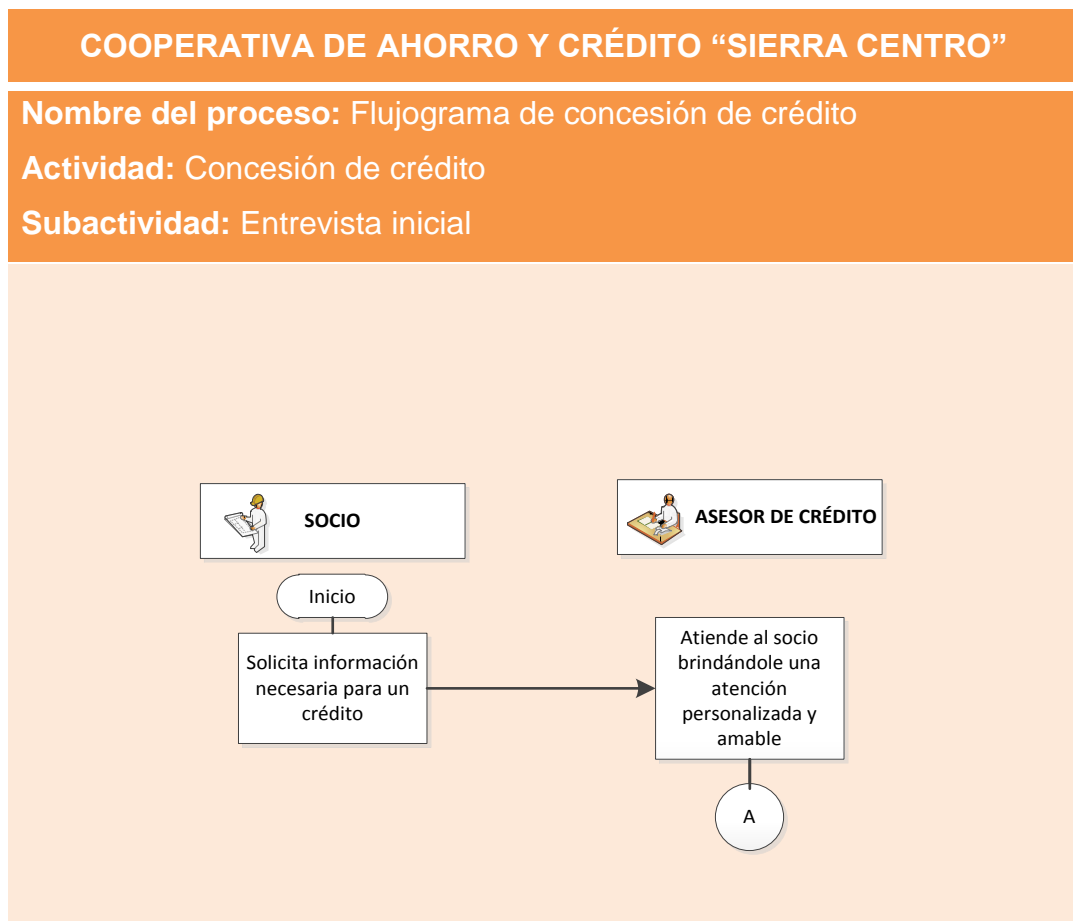 COOPERATIVA DE AHORRO Y CRÉDITO “SIERRA CENTRO”
Nombre del proceso: Flujograma de concesión de crédito
Actividad: Concesión de crédito
Subactividad: Entrevista inicial
SOCIO
ASESOR DE CRÉDITO
Inicio
Solicita información
necesaria para un
crédito
Atiende al socio
brindándole una
atención
personalizada y
amable
A